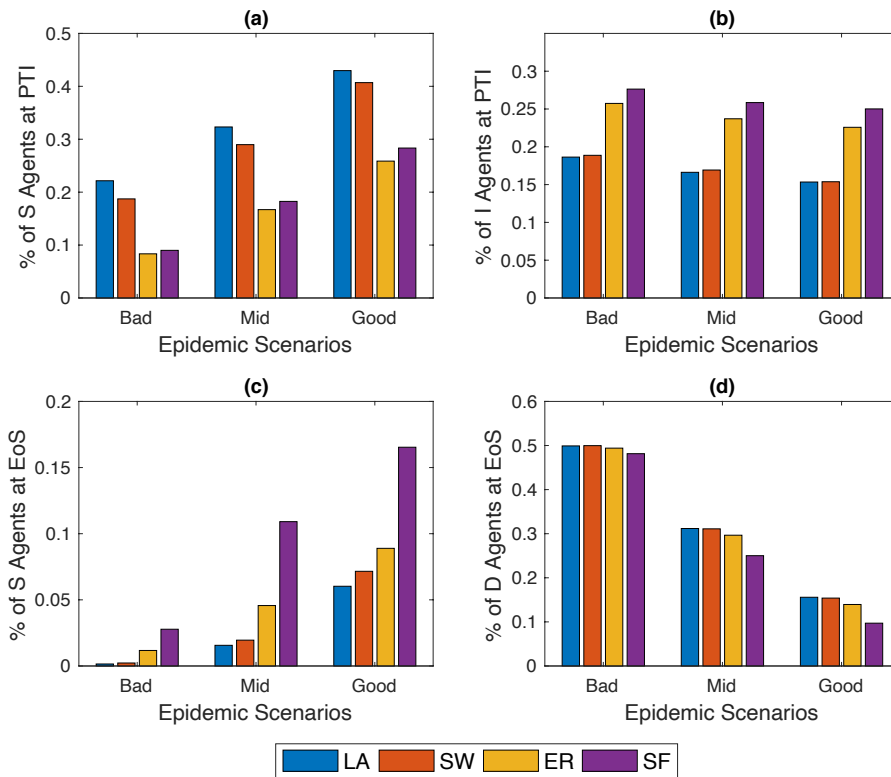 (a)
% of S Agents at PTI
0.5
0.4
0.3
0.2
0.1
0
Bad Mid Good
Epidemic Scenarios
(b)
% of I Agents at PTI
0.3
0.25
0.2
0.15
0.1
0.05
0
Bad Mid Good
Epidemic Scenarios
(c)
% of S Agents at EoS
0.2
0.15
0.1
0.05
0
Bad Mid Good
Epidemic Scenarios
(d)
% of D Agents at EoS
0.6
0.5
0.4
0.3
0.2
0.1
0
Bad Mid Good
Epidemic Scenarios
LA SW ER SF